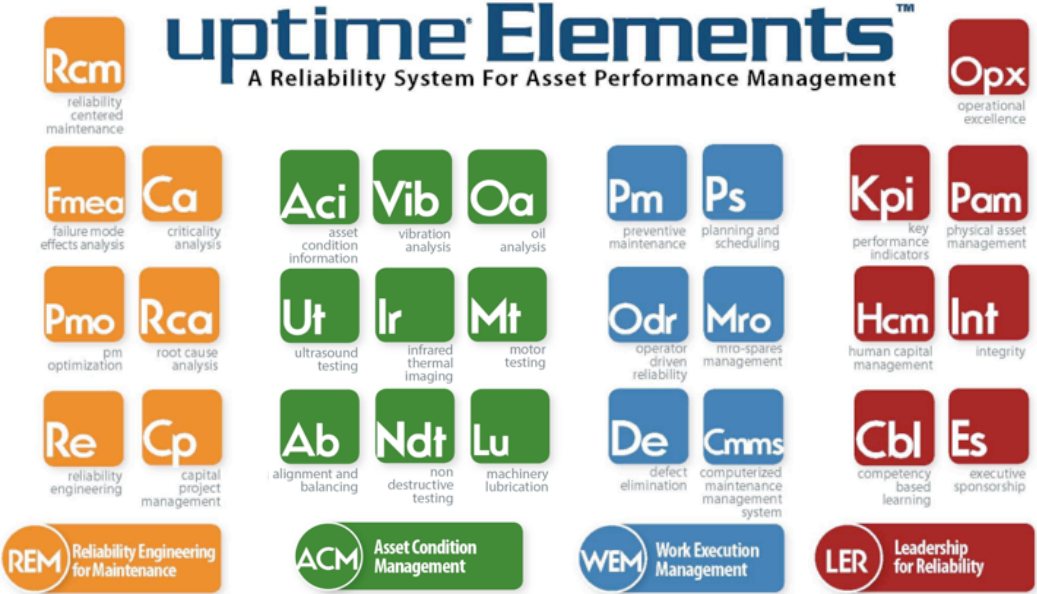 uptime® Elements™
A Reliability System For Asset Performance Management
Rcm
reliability
centered
maintenance
Opx
operational
excellence
Fmea
failure mode
effects analysis
Ca
criticality
analysis
Aci
asset
condition
information
Vib
vibration
analysis
Oa
oil
analysis
Pm
preventive
maintenance
Ps
planning and
scheduling
Kpi
key
performance
indicators
Pam
physical asset
management
Pmo
pm
optimization
Rca
root cause
analysis
Ut
ultrasound
testing
Ir
infrared
thermal
imaging
Mt
motor
testing
Odr
operator
driven
reliability
Mro
mro-spares
management
Hcm
human capital
management
Int
integrity
Re
reliability
engineering
Cp
capital
project
management
Ab
alignment and
balancing
Ndt
non
destructive
testing
Lu
machinery
lubrication
De
defect
elimination
Cmms
computerized
maintenance
management
system
Cbl
competency
based
learning
Es
executive
sponsorship
REM
Reliability Engineering
for Maintenance
ACM
Asset Condition
Management
WEM
Work Execution
Management
LER
Leadership
for Reliability